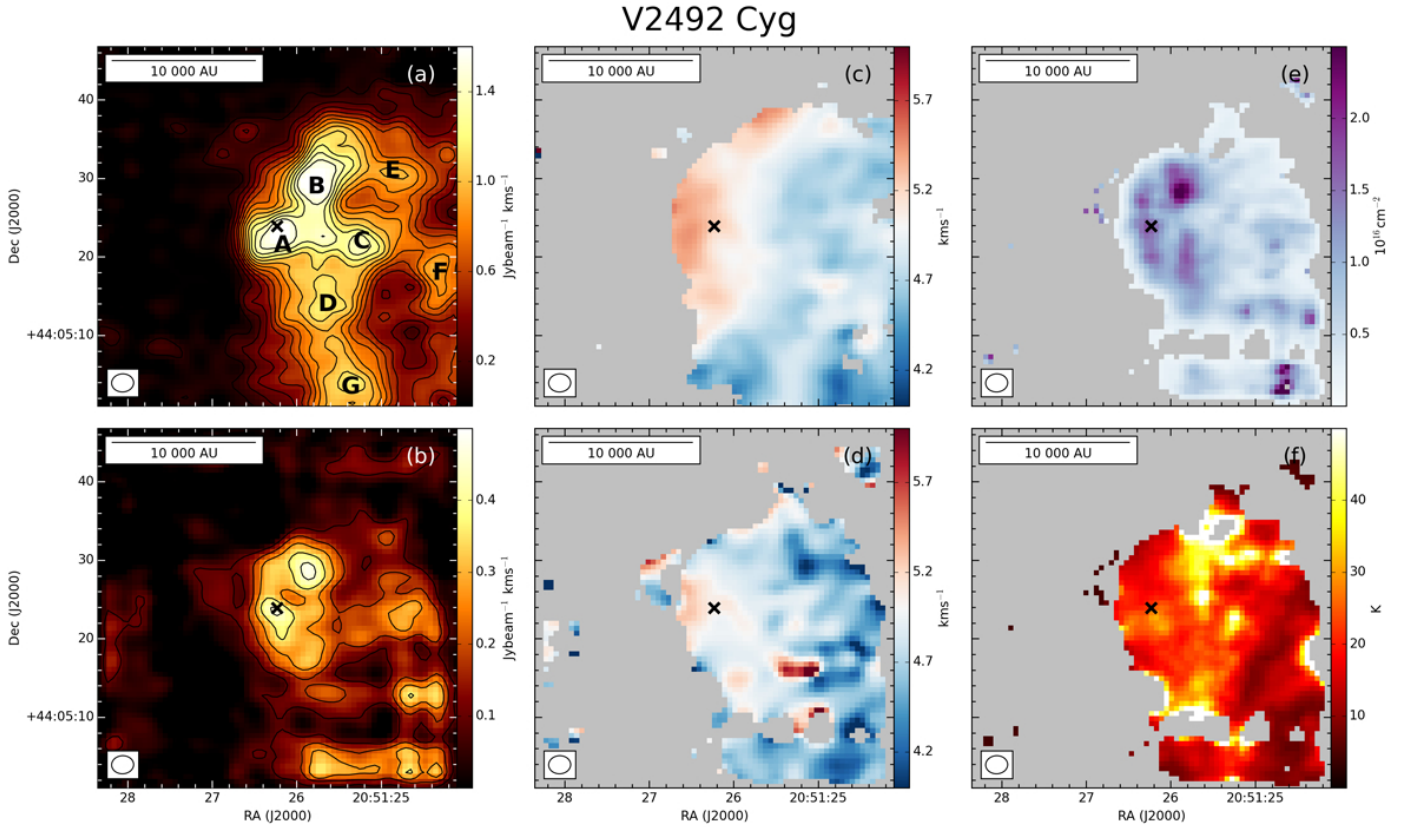 V2492 Cyg
10 000 AU
(a)
A
B
C
D
E
F
G
Dec (J2000)
40
30
20
+44:05:10
1.4
1.0
0.6
0.2
Jybeam⁻¹ kms⁻¹
10 000 AU
(c)
5.7
5.2
4.7
4.2
kms⁻¹
10 000 AU
(e)
2.0
1.5
1.0
0.5
10¹⁶cm⁻²
10 000 AU
(b)
Dec (J2000)
40
30
20
+44:05:10
28
27
26
20:51:25
RA (J2000)
0.4
0.3
0.2
0.1
Jybeam⁻¹ kms⁻¹
10 000 AU
(d)
28
27
26
20:51:25
RA (J2000)
5.7
5.2
4.7
4.2
kms⁻¹
10 000 AU
(f)
28
27
26
20:51:25
RA (J2000)
40
30
20
10
K